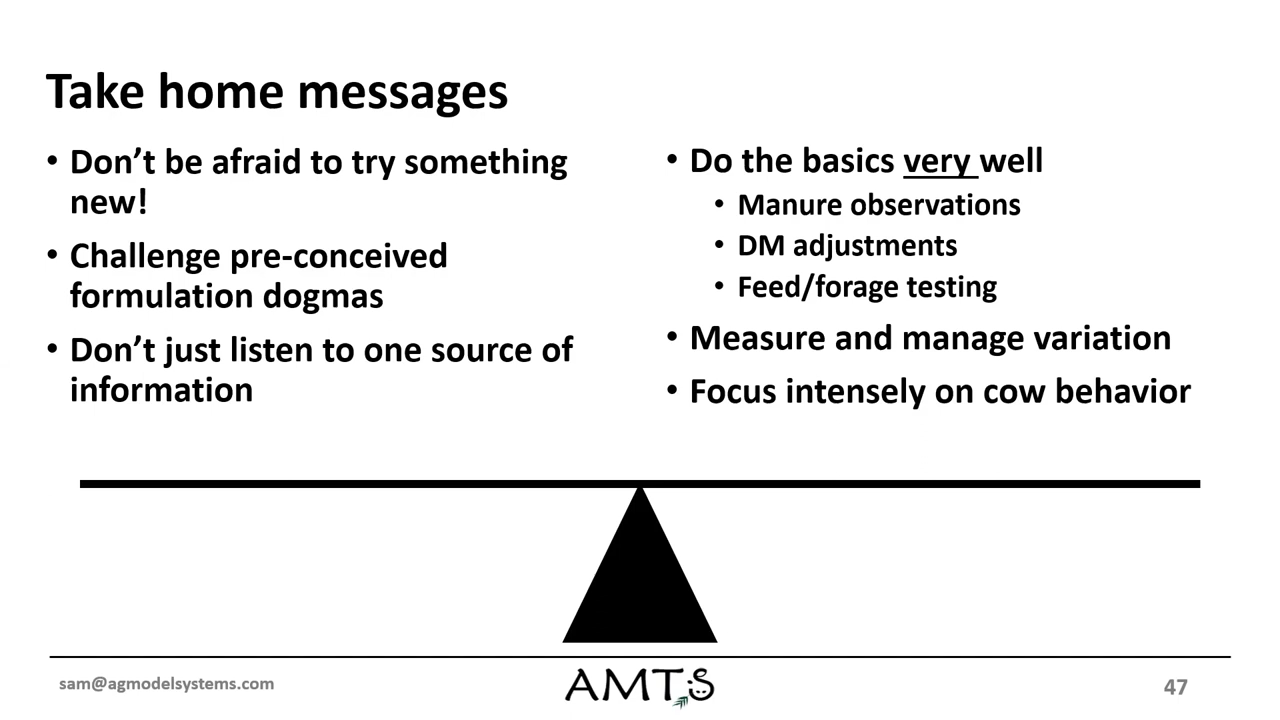 Take home messages
• Don't be afraid to try something
new!
• Challenge pre-conceived
formulation dogmas
• Don't just listen to one source of
information
• Do the basics very well
• Manure observations
• DM adjustments
• Feed/forage testing
• Measure and manage variation
• Focus intensely on cow behavior
sam@agmodelsystems.com
AMTS
47